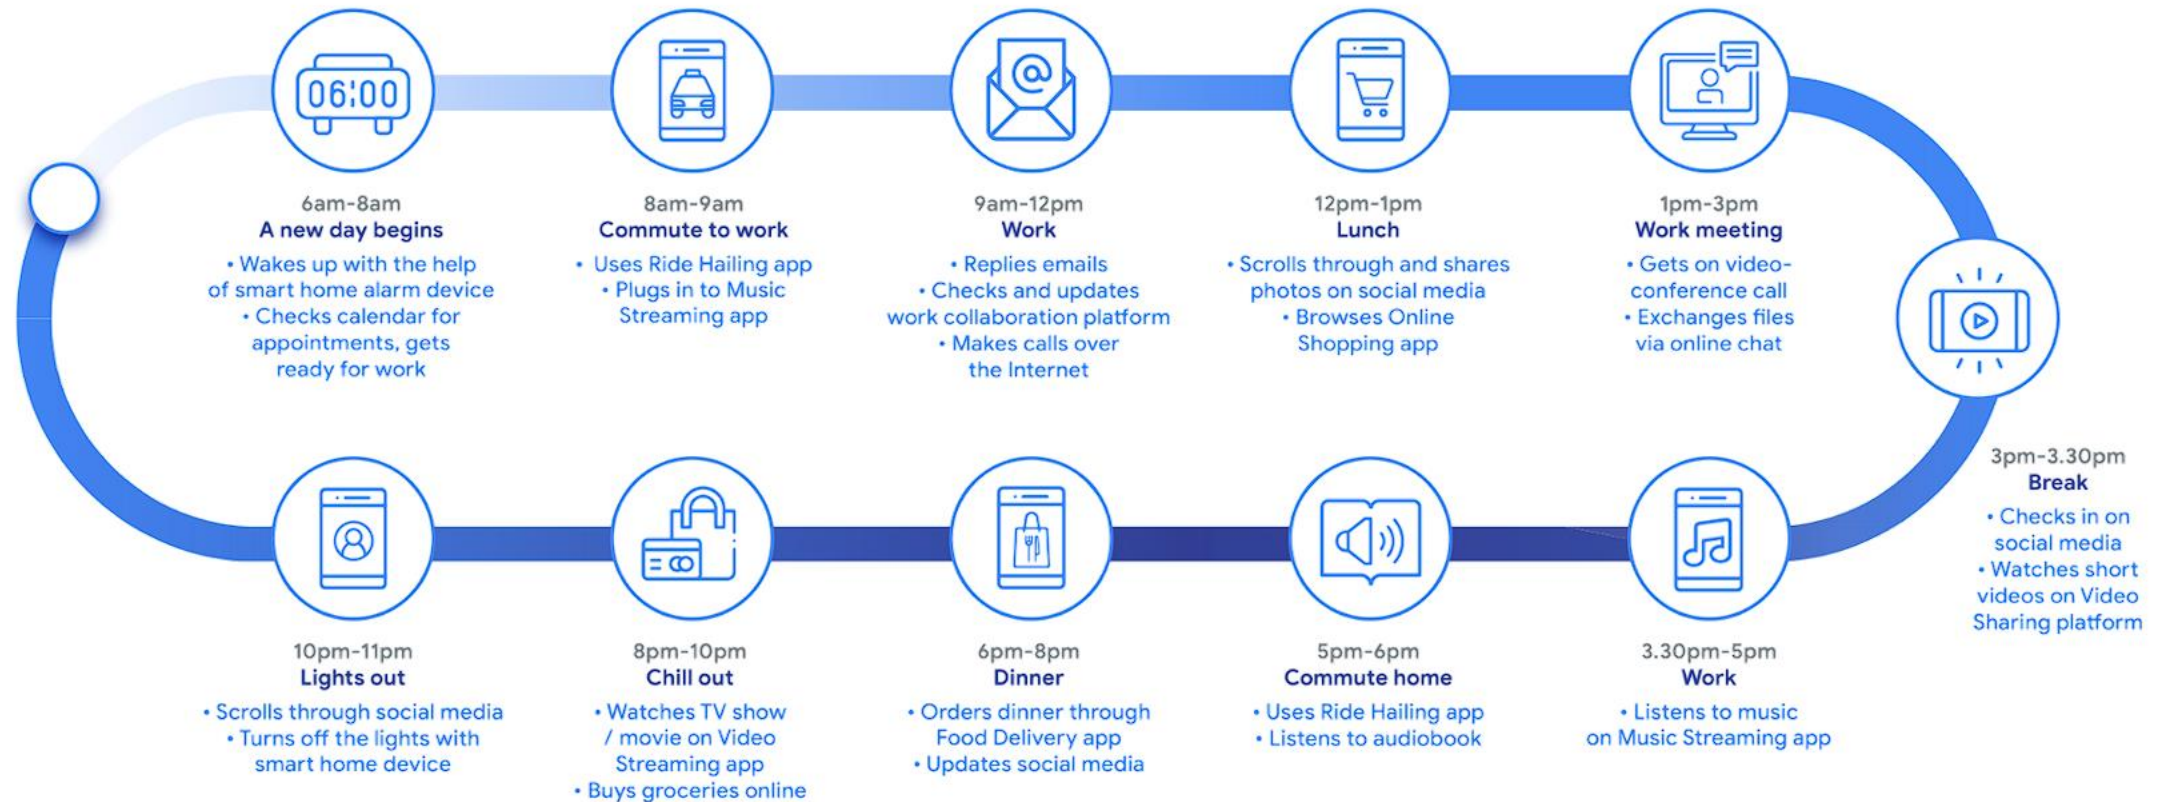 06:00
@
6am-8am
A new day begins
• Wakes up with the help
of smart home alarm device
• Checks calendar for
appointments, gets
ready for work
8am-9am
Commute to work
• Uses Ride Hailing app
• Plugs in to Music
Streaming app
9am-12pm
Work
• Replies emails
• Checks and updates
work collaboration platform
• Makes calls over
the Internet
12pm-1pm
Lunch
• Scrolls through and shares
photos on social media
• Browses Online
Shopping app
1pm-3pm
Work meeting
• Gets on video-
conference call
• Exchanges files
via online chat
3pm-3.30pm
Break
• Checks in on
social media
• Watches short
videos on Video
Sharing platform
10pm-11pm
Lights out
• Scrolls through social media
• Turns off the lights with
smart home device
8pm-10pm
Chill out
• Watches TV show
/ movie on Video
Streaming app
• Buys groceries online
6pm-8pm
Dinner
• Orders dinner through
Food Delivery app
• Updates social media
5pm-6pm
Commute home
• Uses Ride Hailing app
• Listens to audiobook
3.30pm-5pm
Work
• Listens to music
on Music Streaming app